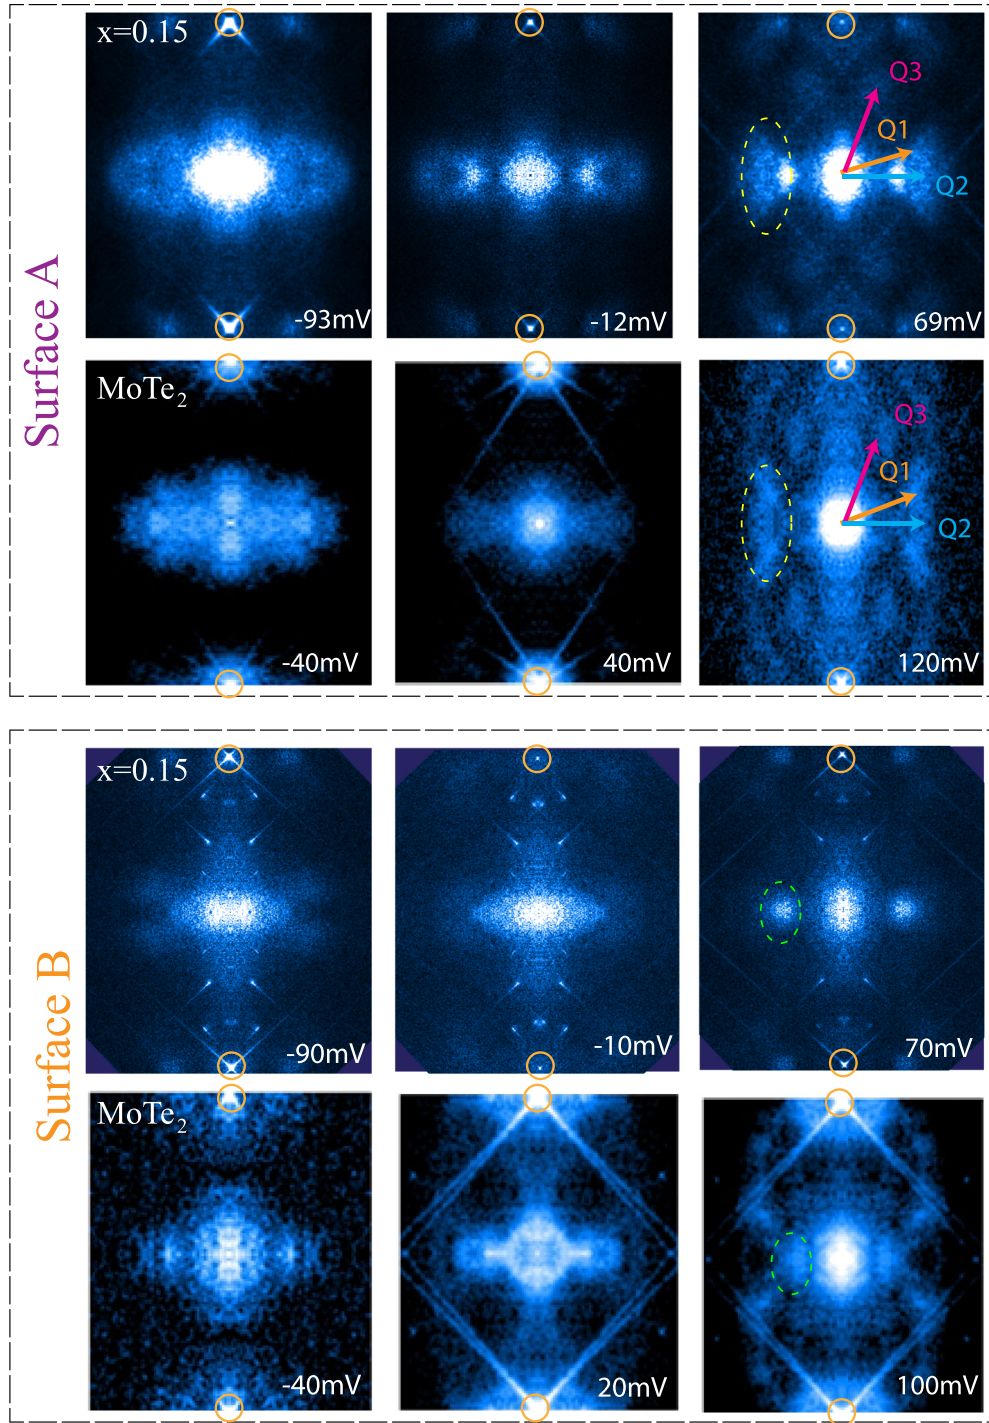 Surface A
x=0.15
-93mV
-12mV
Q3
Q1
Q2
69mV
MoTe2
-40mV
40mV
Q3
Q1
Q2
120mV
Surface B
x=0.15
-90mV
-10mV
70mV
MoTe2
-40mV
20mV
100mV